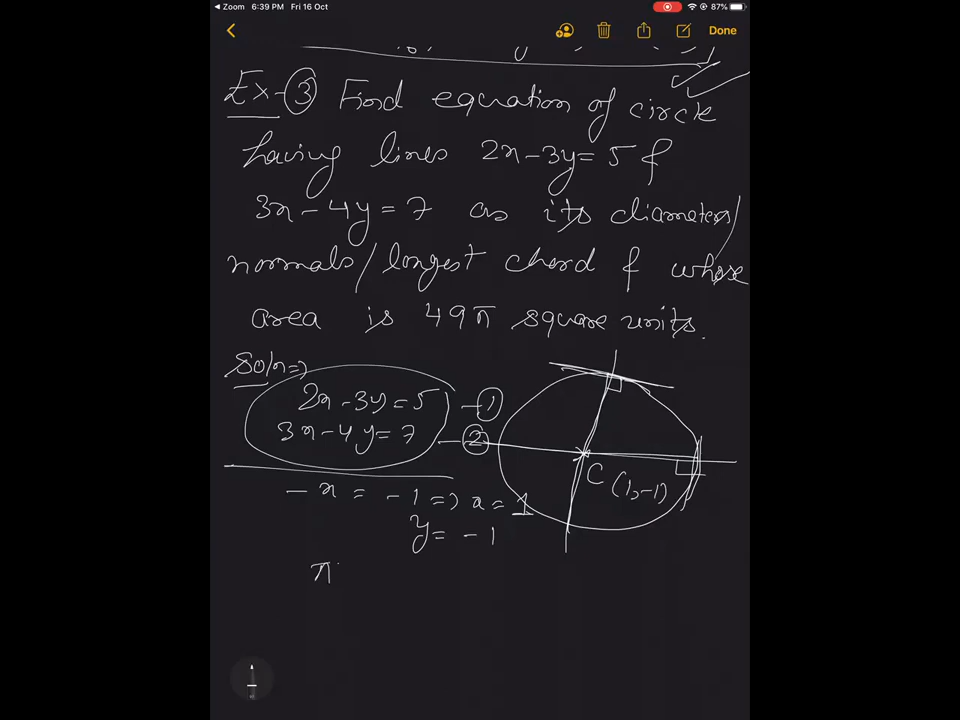 Zoom 6:39 PM Fri 16 Oct 87%
Done
Ex-3 Find equation of circle
having lines 2x-3y=5 &
3x-4y=7 as its diameters/
normals/longest chord & whose
area is 49π square units.
Soln⇒
2x-3y=5 -1
3x-4y=7 -2
-x = -1 ⇒ x = 1
C(1,-1)
y = -1
π